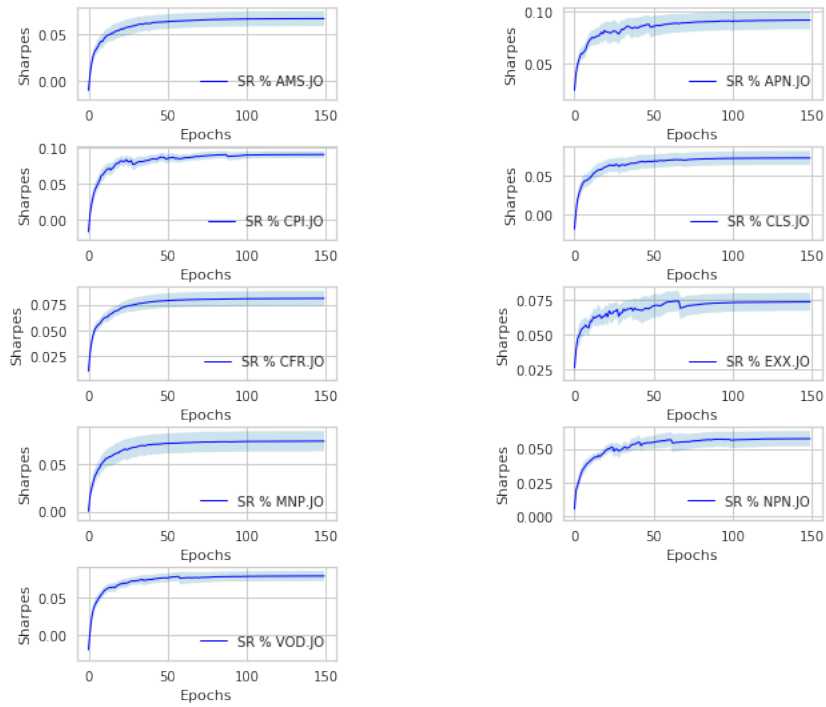 Sharpes
0.05
0.00
SR % AMS.JO
0 50 100 150
Epochs
Sharpes
0.10
0.05
SR % APN.JO
0 50 100 150
Epochs
Sharpes
0.10
0.05
0.00
SR % CPI.JO
0 50 100 150
Epochs
Sharpes
0.05
0.00
SR % CLS.JO
0 50 100 150
Epochs
Sharpes
0.075
0.050
0.025
SR % CFR.JO
0 50 100 150
Epochs
Sharpes
0.075
0.050
0.025
SR % EXX.JO
0 50 100 150
Epochs
Sharpes
0.05
0.00
SR % MNP.JO
0 50 100 150
Epochs
Sharpes
0.050
0.025
0.000
SR % NPN.JO
0 50 100 150
Epochs
Sharpes
0.05
0.00
SR % VOD.JO
0 50 100 150
Epochs